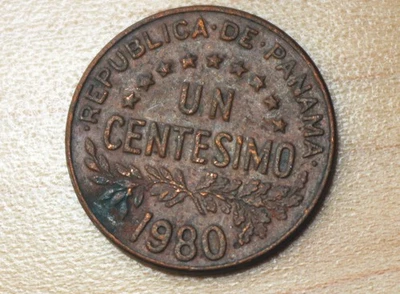 ·REPUBLICA·DE·PANAMA·
UN
CENTESIMO
1980